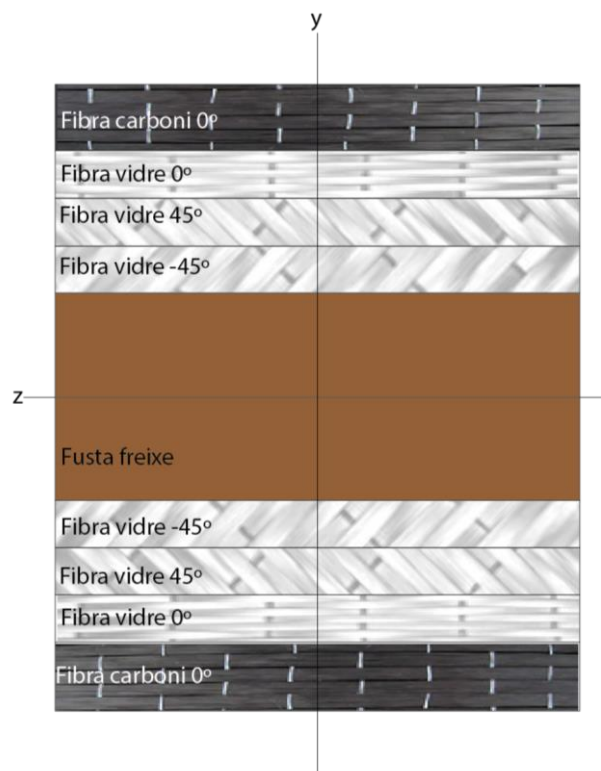 y
Fibra carboni 0º
Fibra vidre 0º
Fibra vidre 45º
Fibra vidre -45º
z
Fusta freixe
Fibra vidre -45º
Fibra vidre 45º
Fibra vidre 0º
Fibra carboni 0º